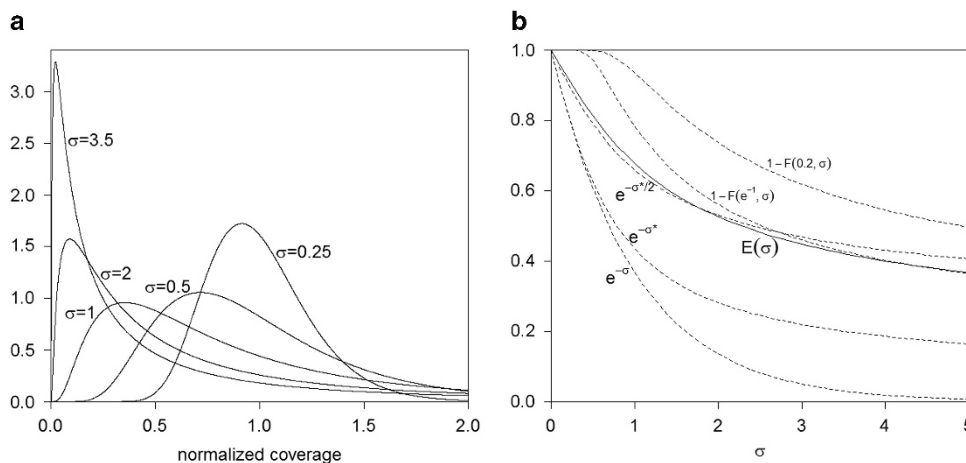 a
3.0
2.5
2.0
1.5
1.0
0.5
0.0
σ=3.5
σ=2
σ=1
σ=0.5
σ=0.25
0.0 0.5 1.0 1.5 2.0
normalized coverage
b
1.0
0.8
0.6
0.4
0.2
0.0
1−F(0.2, σ)
e^{−σ*/2}
1−F(e^{−1}, σ)
e^{−σ*}
E(σ)
e^{−σ}
0 1 2 3 4 5
σ